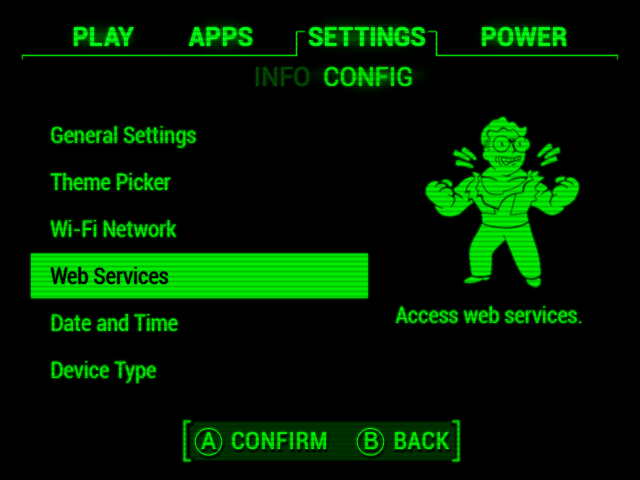 PLAY APPS SETTINGS POWER
INFO CONFIG
General Settings
Theme Picker
Wi-Fi Network
Web Services
Date and Time
Device Type
Access web services.
A CONFIRM B BACK